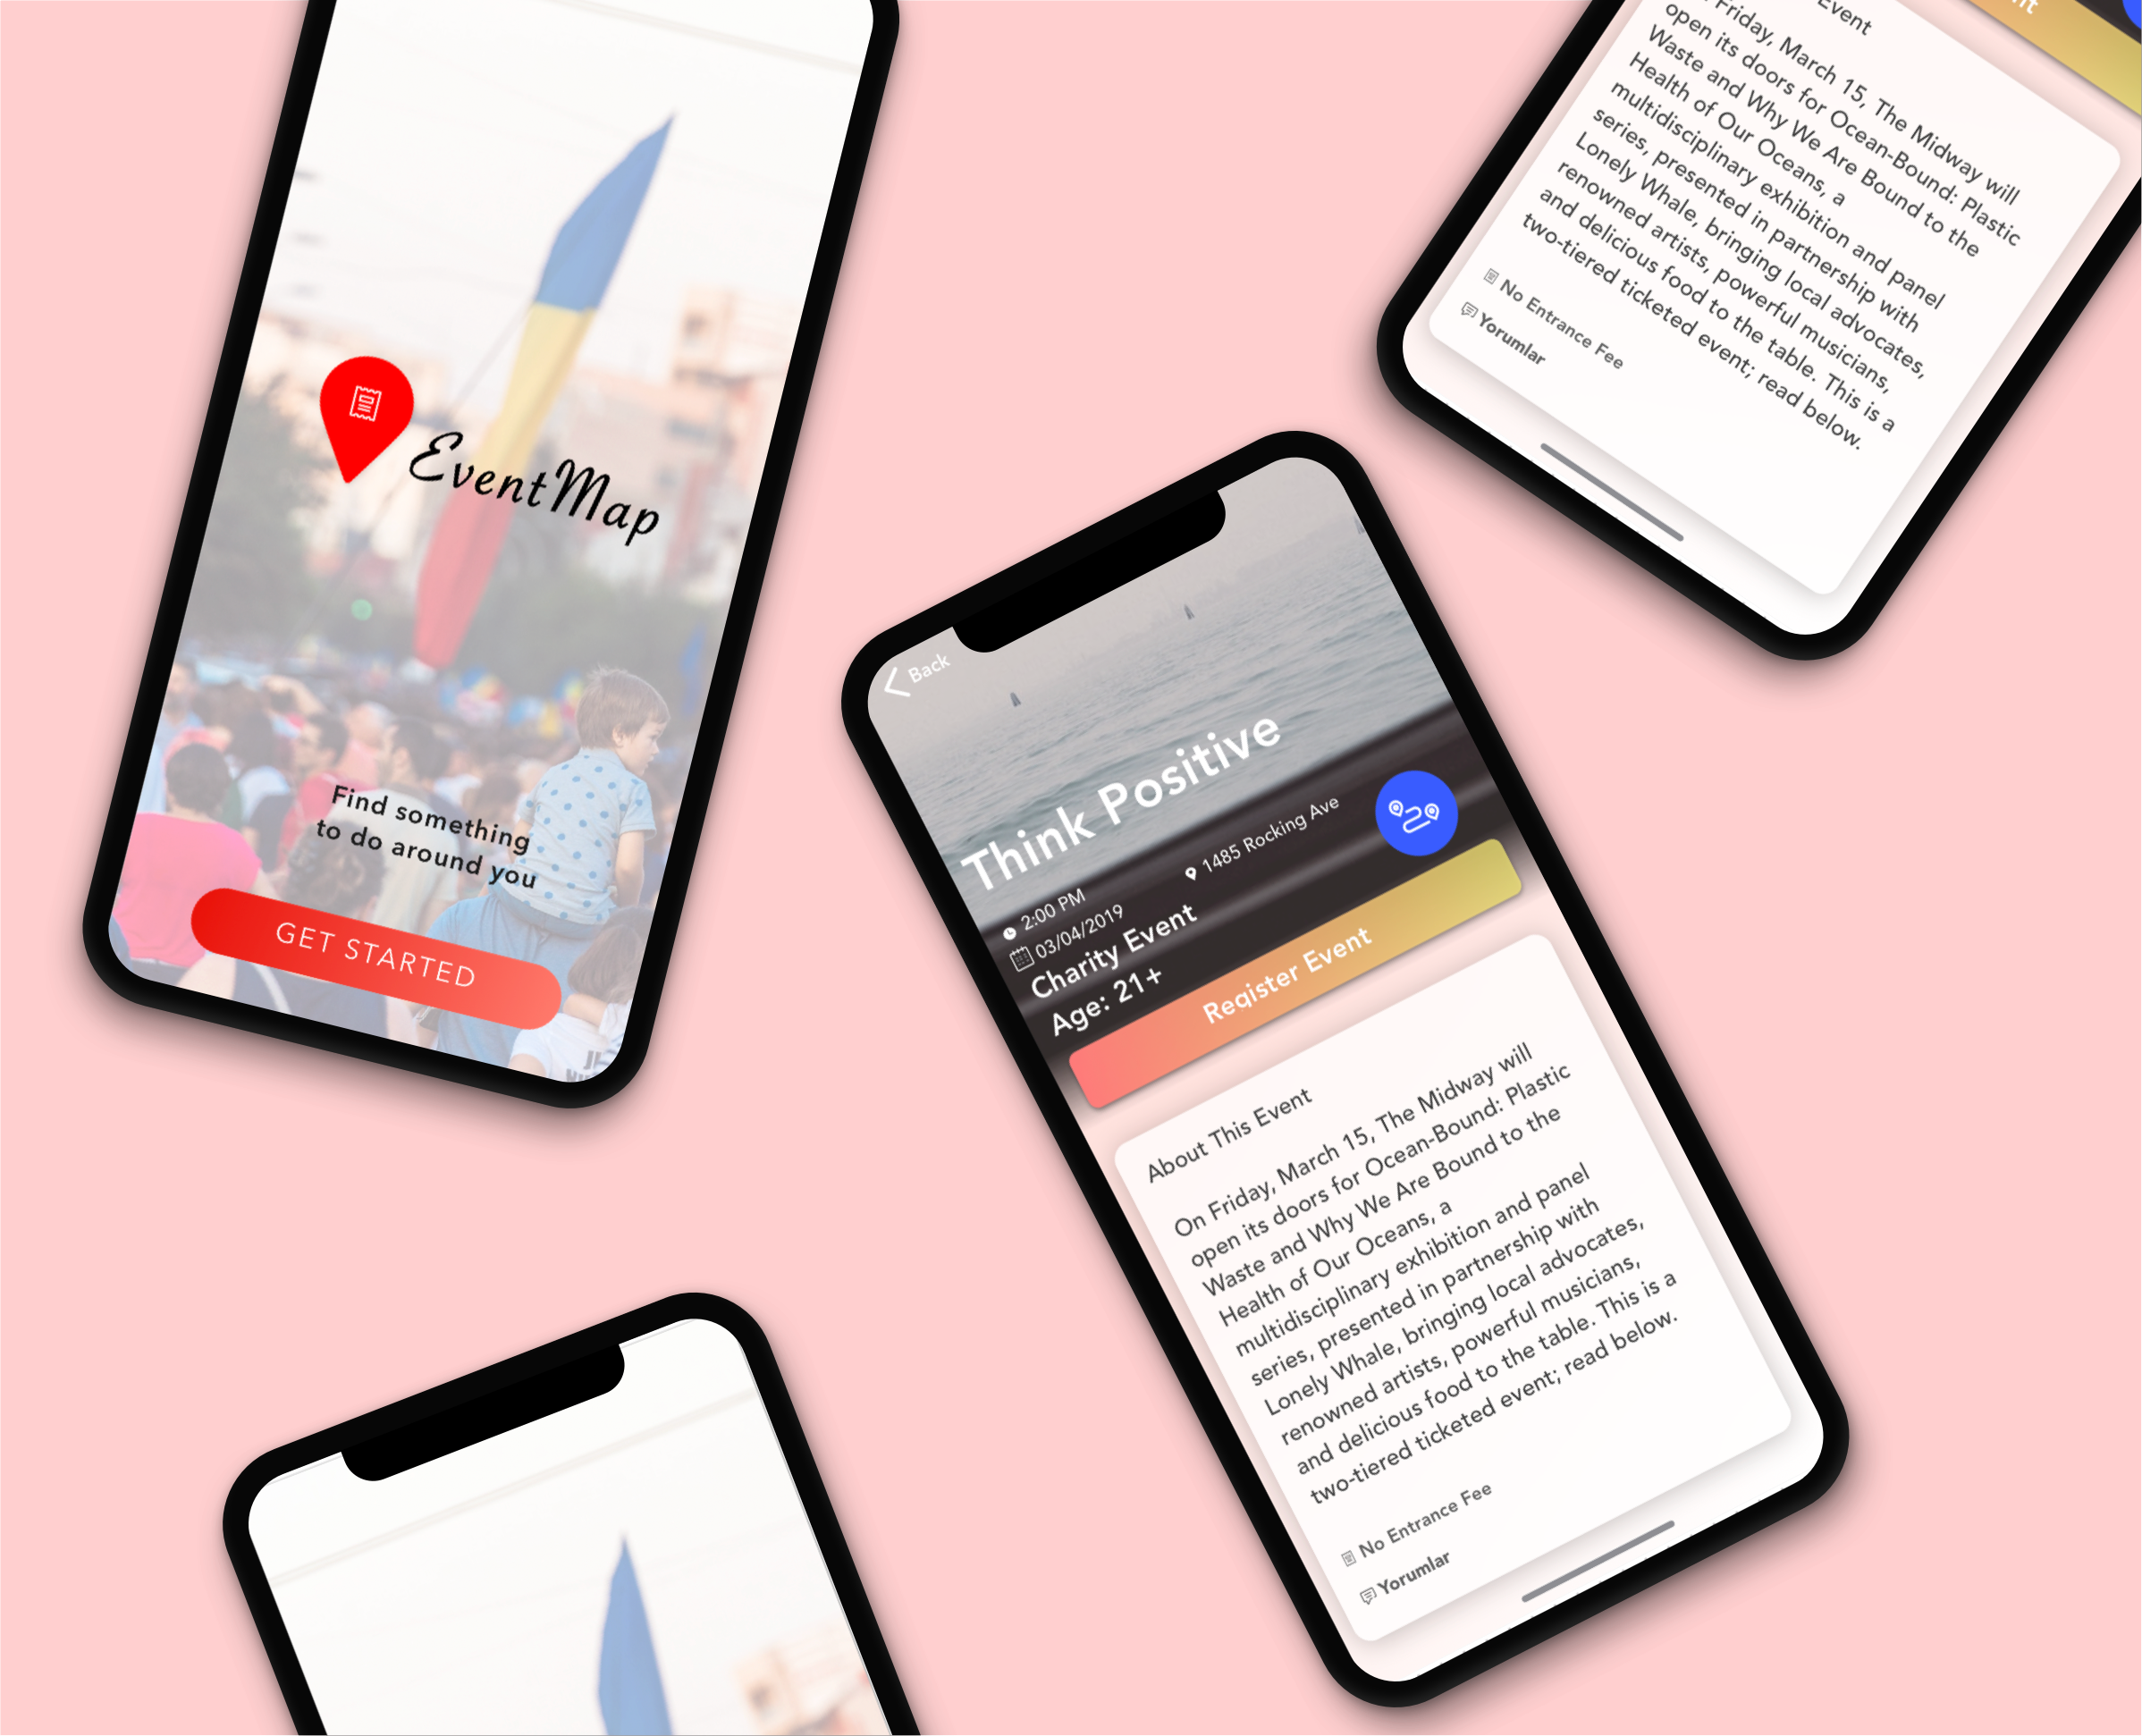 EventMap
Find something
to do around you
GET STARTED
Event
Friday, March 15, The Midway will
open its doors for Ocean-Bound: Plastic
Waste and Why We Are Bound to the
Health of Our Oceans, a
multidisciplinary exhibition and panel
series, presented in partnership with
Lonely Whale, bringing local advocates,
renowned artists, powerful musicians,
and delicious food to the table. This is a
two-tiered ticketed event; read below.
No Entrance Fee
Yorumlar
Back
Think Positive
2:00 PM
1485 Rocking Ave
03/04/2019
Charity Event
Age: 21+
Register Event
About This Event
On Friday, March 15, The Midway will
open its doors for Ocean-Bound: Plastic
Waste and Why We Are Bound to the
Health of Our Oceans, a
multidisciplinary exhibition and panel
series, presented in partnership with
Lonely Whale, bringing local advocates,
renowned artists, powerful musicians,
and delicious food to the table. This is a
two-tiered ticketed event; read below.
No Entrance Fee
Yorumlar